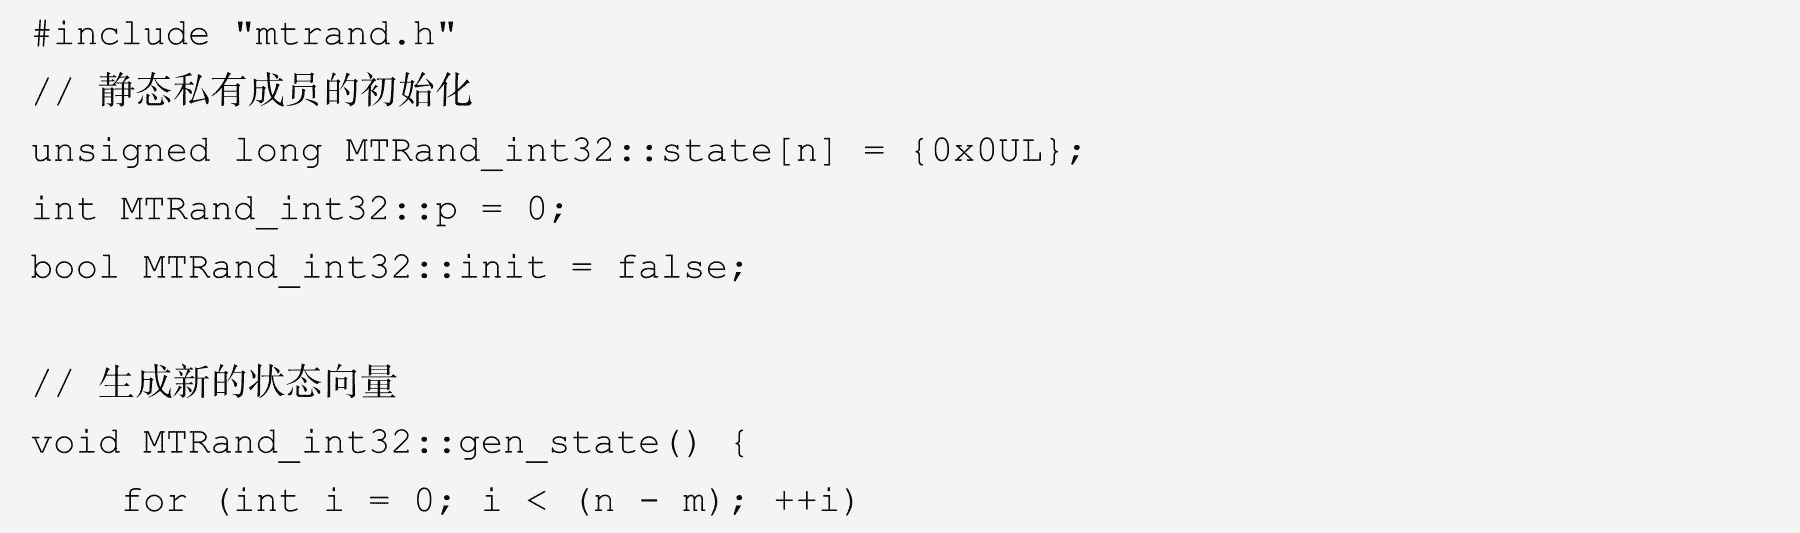 #include "mtrand.h"
// 静态私有成员的初始化
unsigned long MTRand_int32::state[n] = {0x0UL};
int MTRand_int32::p = 0;
bool MTRand_int32::init = false;

// 生成新的状态向量
void MTRand_int32::gen_state() {
    for (int i = 0; i < (n - m); ++i)